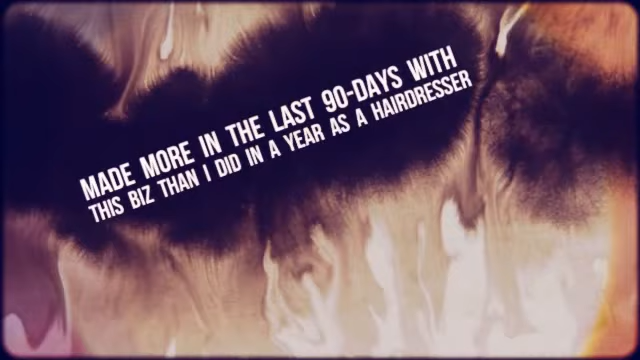 MADE MORE IN THE LAST 90-DAYS WITH
THIS BIZ THAN I DID IN A YEAR AS A HAIRDRESSER